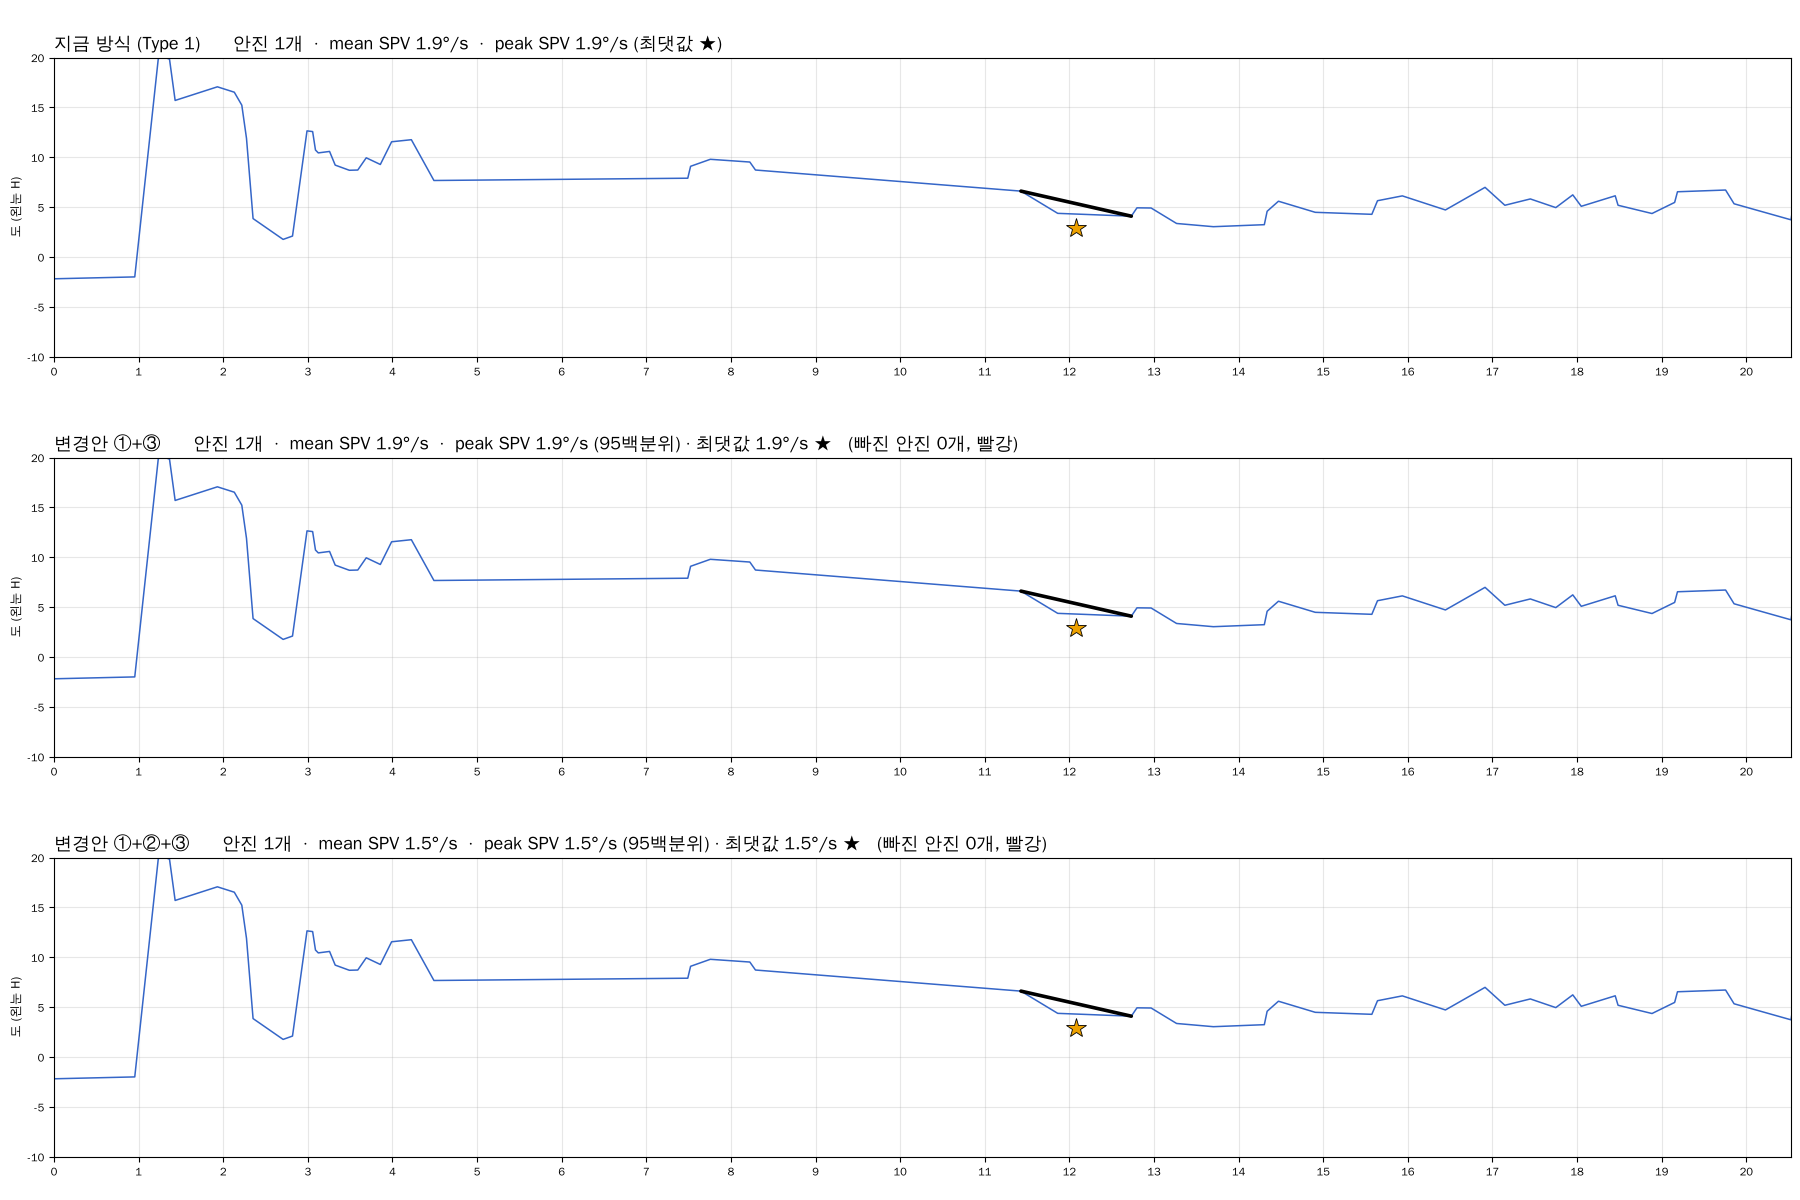 지금 방식 (Type 1) 안진 1개 · mean SPV 1.9°/s · peak SPV 1.9°/s (최댓값 ★)
20
15
10
5
0
-5
-10
도 (왼눈 H)
0 1 2 3 4 5 6 7 8 9 10 11 12 13 14 15 16 17 18 19 20
변경안 ①+③ 안진 1개 · mean SPV 1.9°/s · peak SPV 1.9°/s (95백분위) · 최댓값 1.9°/s ★ (빠진 안진 0개, 빨강)
20
15
10
5
0
-5
-10
도 (왼눈 H)
0 1 2 3 4 5 6 7 8 9 10 11 12 13 14 15 16 17 18 19 20
변경안 ①+②+③ 안진 1개 · mean SPV 1.5°/s · peak SPV 1.5°/s (95백분위) · 최댓값 1.5°/s ★ (빠진 안진 0개, 빨강)
20
15
10
5
0
-5
-10
도 (왼눈 H)
0 1 2 3 4 5 6 7 8 9 10 11 12 13 14 15 16 17 18 19 20